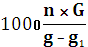 1000 n × G
g – g₁